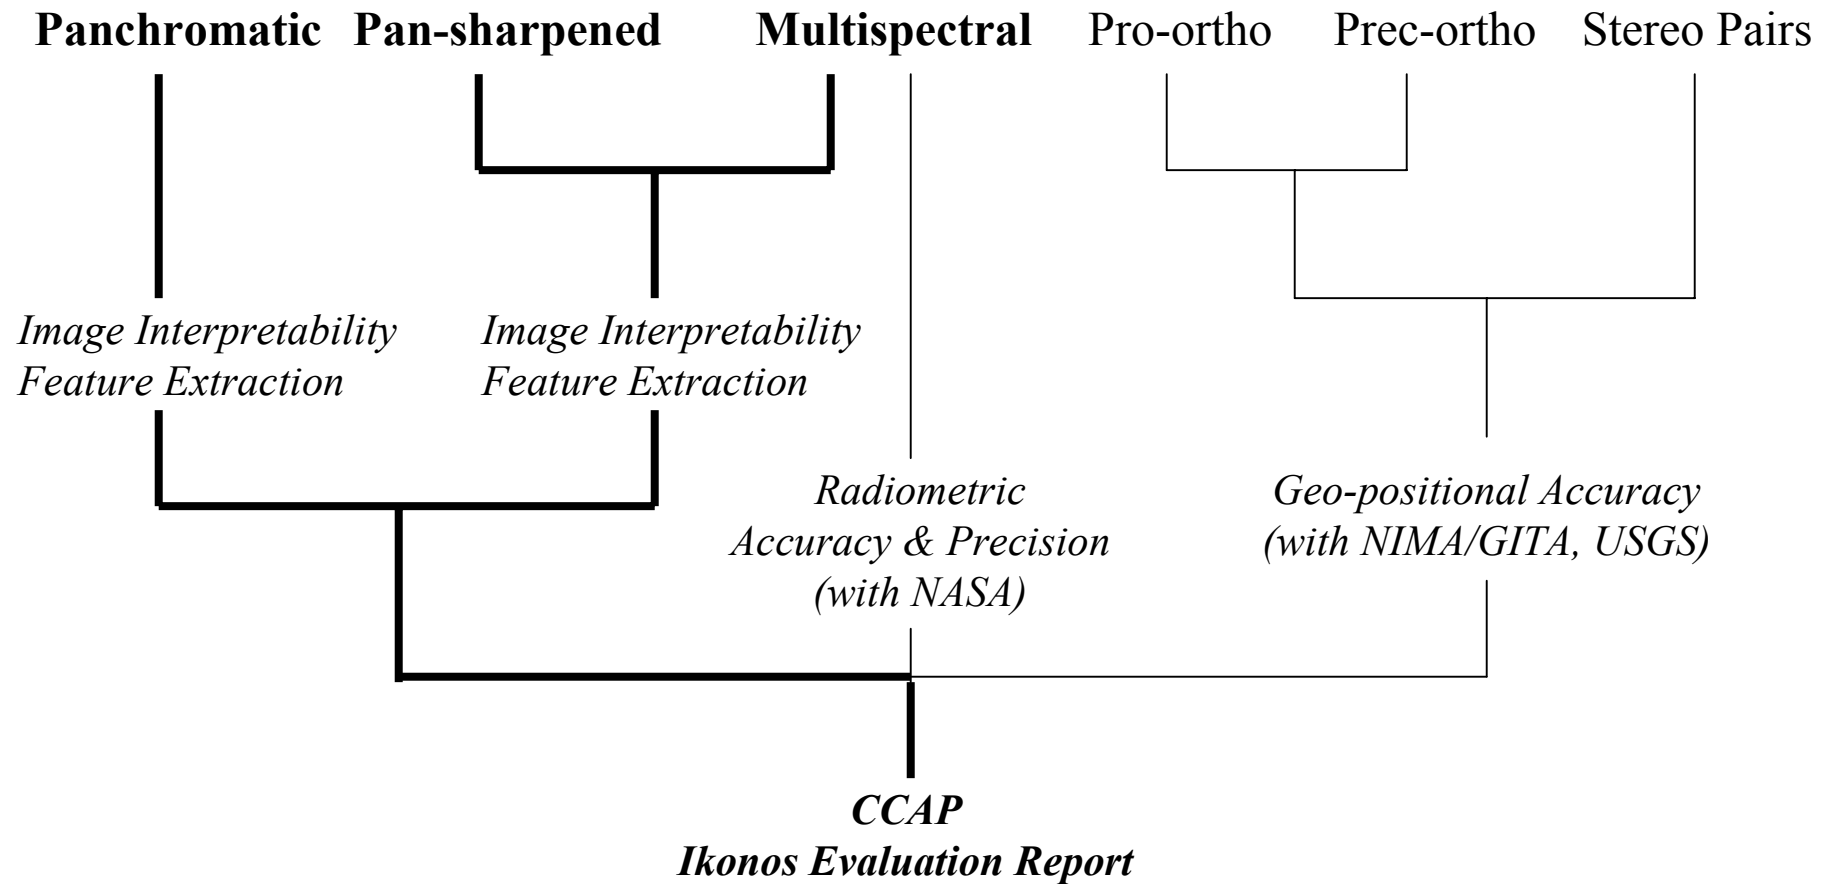 Panchromatic Pan-sharpened Multispectral Pro-ortho Prec-ortho Stereo Pairs
Image Interpretability
Feature Extraction
Image Interpretability
Feature Extraction
Radiometric
Accuracy & Precision
(with NASA)
Geo-positional Accuracy
(with NIMA/GITA, USGS)
CCAP
Ikonos Evaluation Report